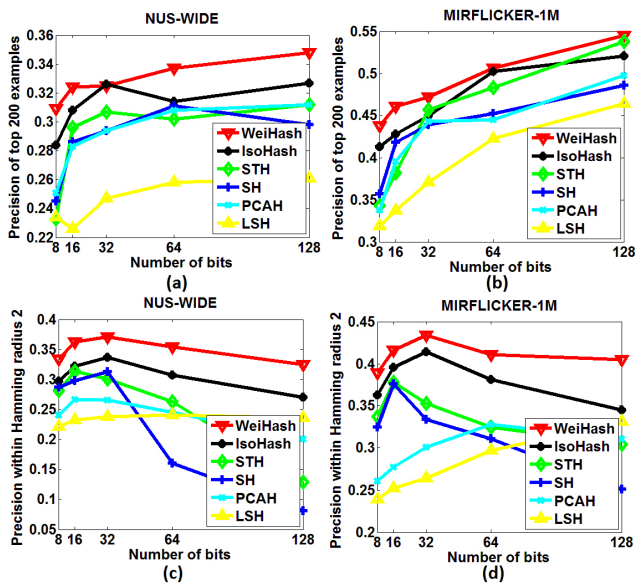 NUS-WIDE
Precision of top 200 examples
0.36
0.34
0.32
0.3
0.28
0.26
0.24
0.22
WeiHash
IsoHash
STH
SH
PCAH
LSH
8 16 32 64 128
Number of bits
(a)
MIRFLICKER-1M
Precision of top 200 examples
0.55
0.5
0.45
0.4
0.35
0.3
WeiHash
IsoHash
STH
SH
PCAH
LSH
8 16 32 64 128
Number of bits
(b)
NUS-WIDE
Precision within Hamming radius 2
0.4
0.35
0.3
0.25
0.2
0.15
0.1
0.05
WeiHash
IsoHash
STH
SH
PCAH
LSH
8 16 32 64 128
Number of bits
(c)
MIRFLICKER-1M
Precision within Hamming radius 2
0.45
0.4
0.35
0.3
0.25
0.2
WeiHash
IsoHash
STH
SH
PCAH
LSH
8 16 32 64 128
Number of bits
(d)